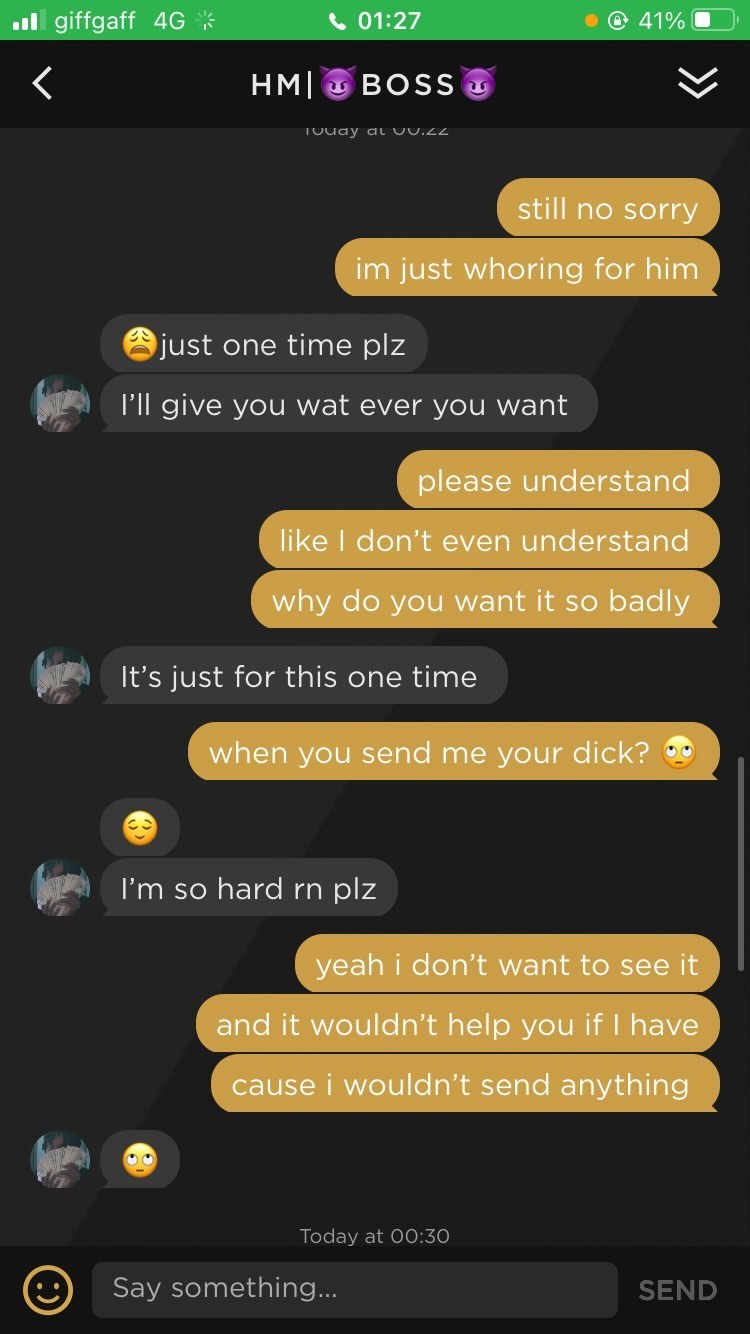 giffgaff 4G 01:27 41%
HM|😈BOSS😈
Today at 00:22
still no sorry
im just whoring for him
😩just one time plz
I'll give you wat ever you want
please understand
like I don't even understand
why do you want it so badly
It's just for this one time
when you send me your dick? 🙄
😌
I'm so hard rn plz
yeah i don't want to see it
and it wouldn't help you if I have
cause i wouldn't send anything
🙄
Today at 00:30
Say something... SEND